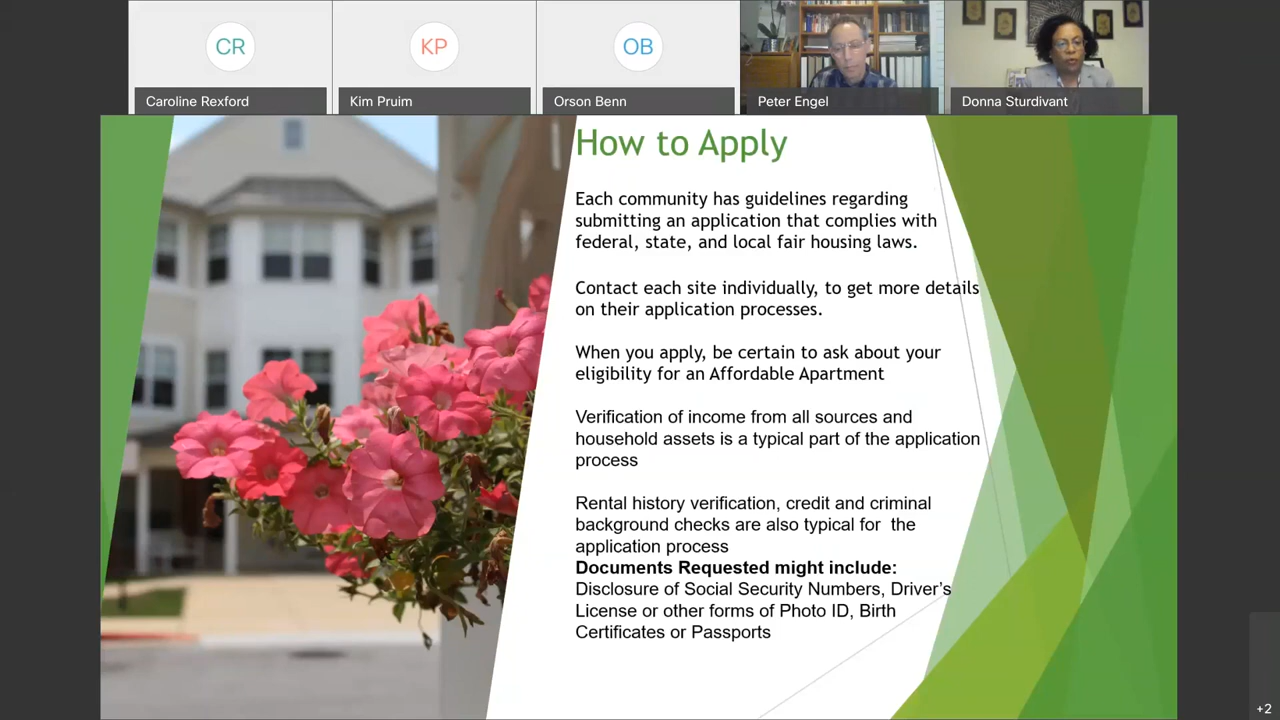 CR
KP
OB
Caroline Rexford
Kim Pruim
Orson Benn
Peter Engel
Donna Sturdivant
How to Apply
Each community has guidelines regarding
submitting an application that complies with
federal, state, and local fair housing laws.
Contact each site individually, to get more details
on their application processes.
When you apply, be certain to ask about your
eligibility for an Affordable Apartment
Verification of income from all sources and
household assets is a typical part of the application
process
Rental history verification, credit and criminal
background checks are also typical for  the
application process
Documents Requested might include:
Disclosure of Social Security Numbers, Driver’s
License or other forms of Photo ID, Birth
Certificates or Passports
+2